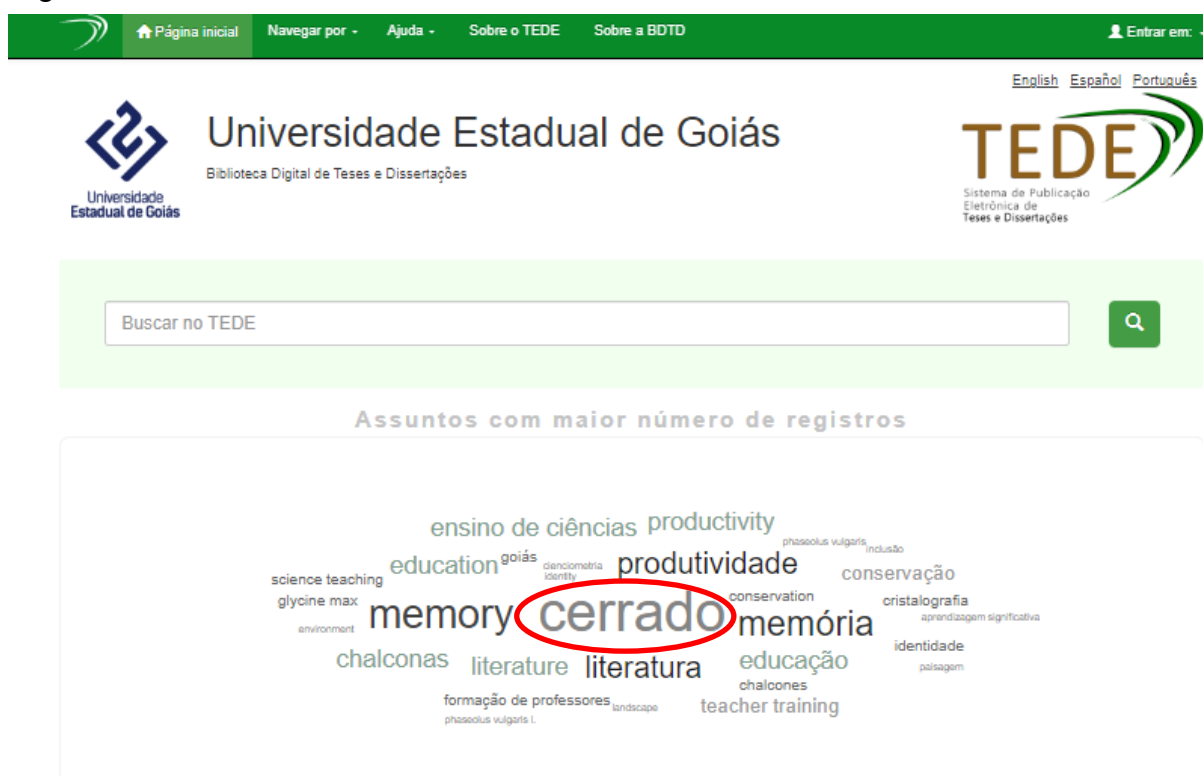 Página inicial Navegar por Ajuda Sobre o TEDE Sobre a BDTD Entrar em:
English Español Português
Universidade Estadual de Goiás
Biblioteca Digital de Teses e Dissertações
Universidade
Estadual de Goiás
TEDE
Sistema de Publicação
Eletrônica de
Teses e Dissertações
Buscar no TEDE
Assuntos com maior número de registros
ensino de ciências productivity
phaseolus vulgaris inclusão
education goiás cienciometria produtividade conservação
identity
science teaching
glycine max memory cerrado conservation memória cristalografia
aprendizagem significativa
environment
identidade
chalconas literature literatura educação paisagem
chalcones
formação de professores landscape teacher training
phaseolus vulgaris l.